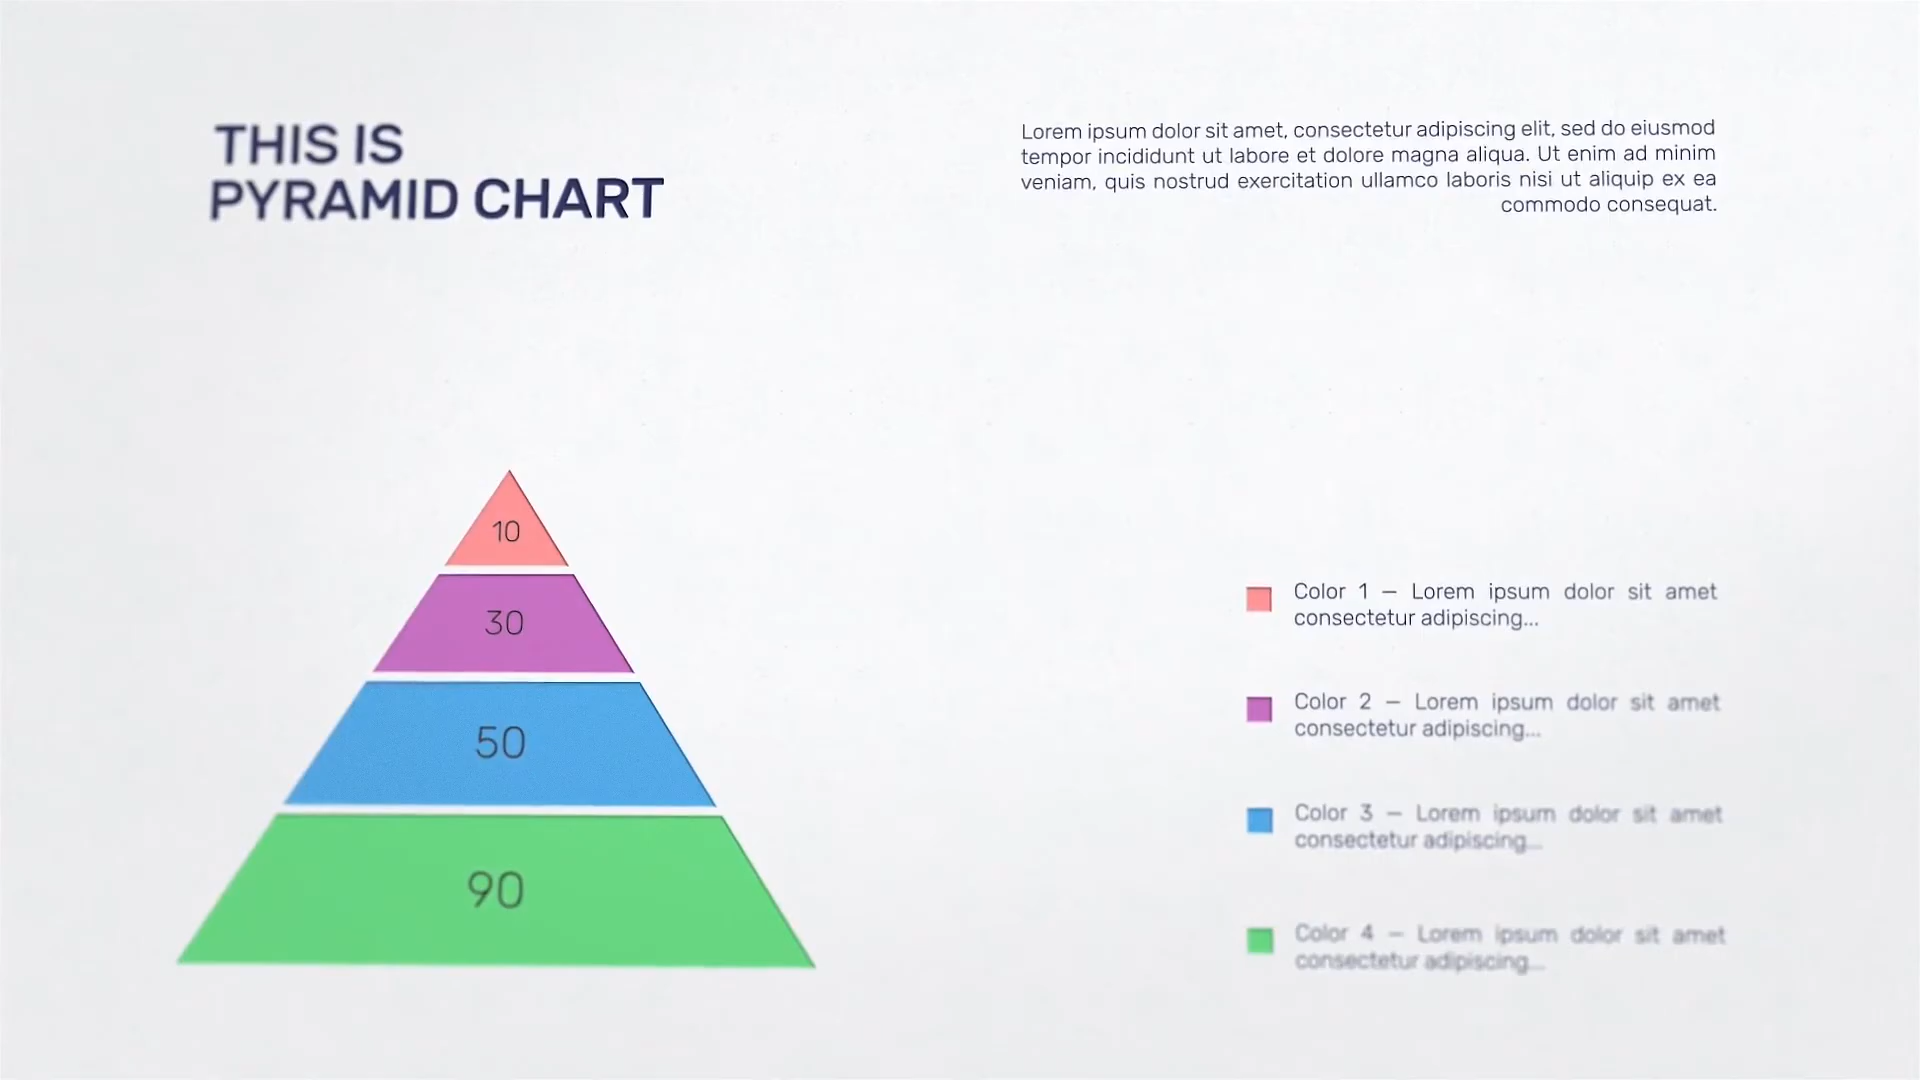 THIS IS
PYRAMID CHART
Lorem ipsum dolor sit amet, consectetur adipiscing elit, sed do eiusmod
tempor incididunt ut labore et dolore magna aliqua. Ut enim ad minim
veniam, quis nostrud exercitation ullamco laboris nisi ut aliquip ex ea
commodo consequat.
10
30
50
90
Color 1 – Lorem ipsum dolor sit amet
consectetur adipiscing...
Color 2 – Lorem ipsum dolor sit amet
consectetur adipiscing...
Color 3 – Lorem ipsum dolor sit amet
consectetur adipiscing...
Color 4 – Lorem ipsum dolor sit amet
consectetur adipiscing...